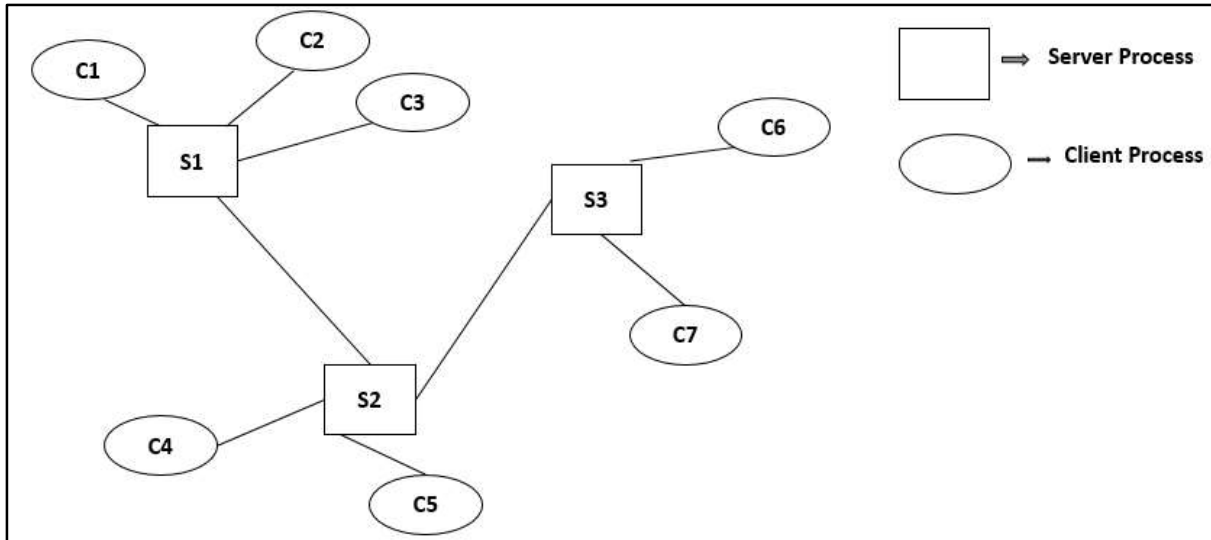 C1
C2
C3
S1
C6
S3
C7
S2
C4
C5
Server Process
Client Process